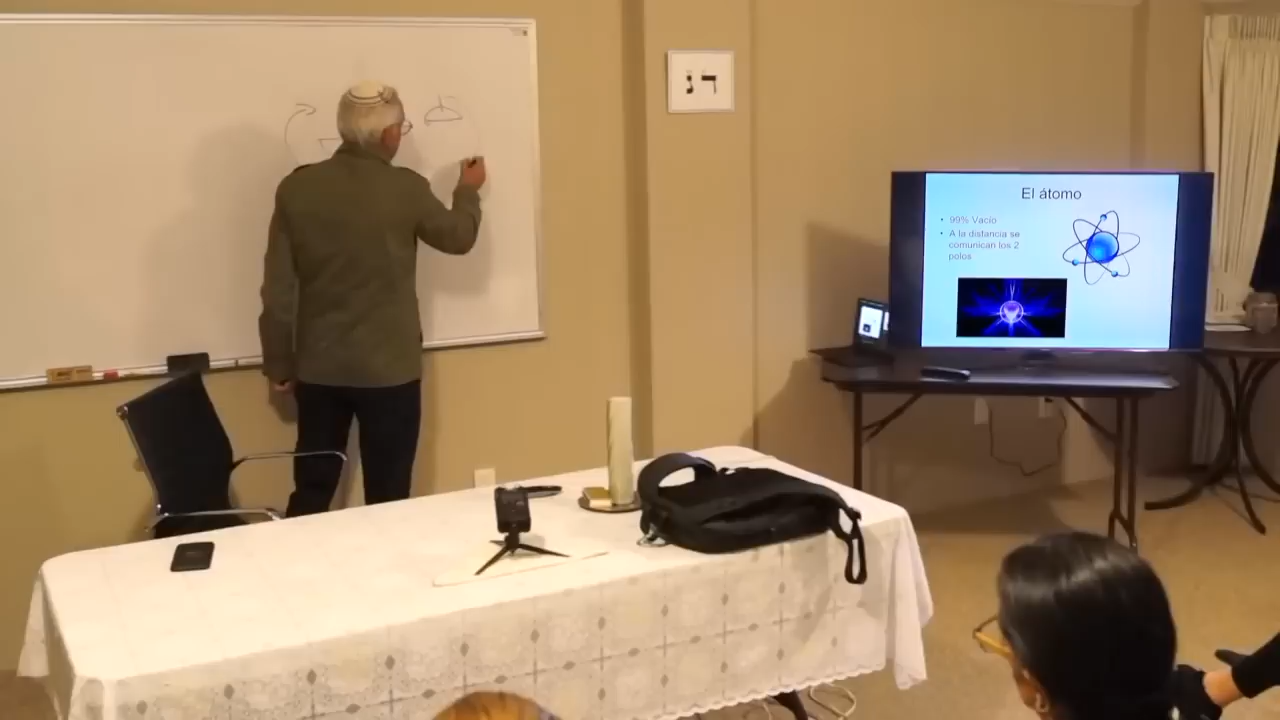 ד נ
El átomo
• 99% Vacío
• A la distancia se
comunican los 2
polos